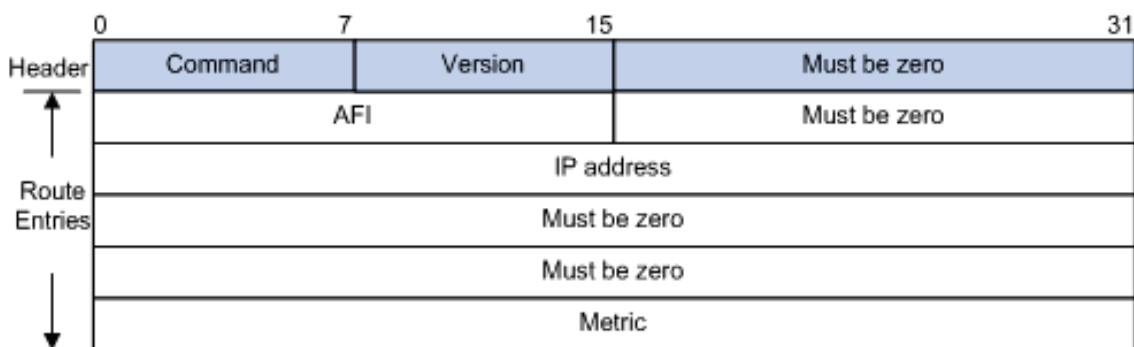 0 7 15 31
Header Command Version Must be zero
AFI Must be zero
IP address
Route
Entries
Must be zero
Must be zero
Metric